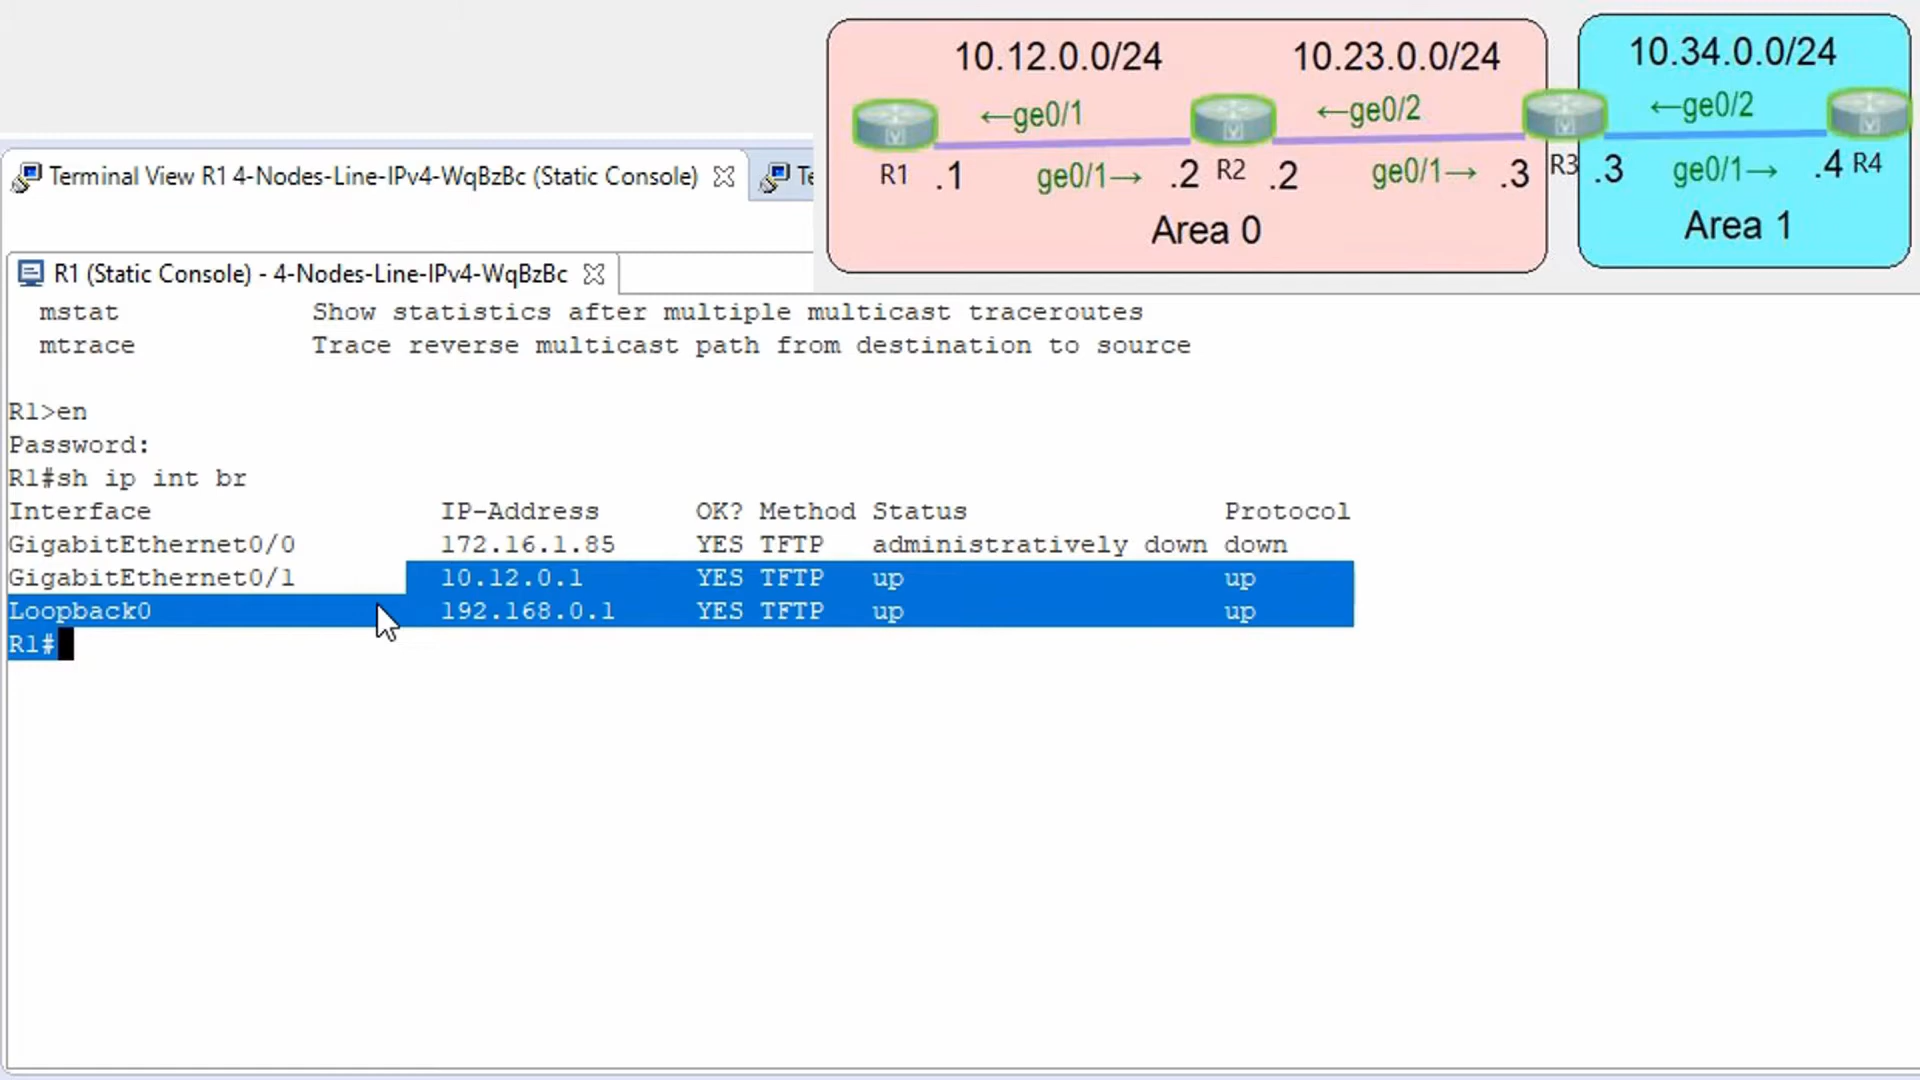 10.12.0.0/24 10.23.0.0/24 10.34.0.0/24
←ge0/1 ←ge0/2 ←ge0/2
R1 .1 ge0/1→ .2 R2 .2 ge0/1→ .3 R3 .3 ge0/1→ .4 R4
Area 0 Area 1
Terminal View R1 4-Nodes-Line-IPv4-WqBzBc (Static Console)
R1 (Static Console) - 4-Nodes-Line-IPv4-WqBzBc
mstat Show statistics after multiple multicast traceroutes
mtrace Trace reverse multicast path from destination to source
R1>en
Password:
R1#sh ip int br
Interface IP-Address OK? Method Status Protocol
GigabitEthernet0/0 172.16.1.85 YES TFTP administratively down down
GigabitEthernet0/1 10.12.0.1 YES TFTP up up
Loopback0 192.168.0.1 YES TFTP up up
R1#